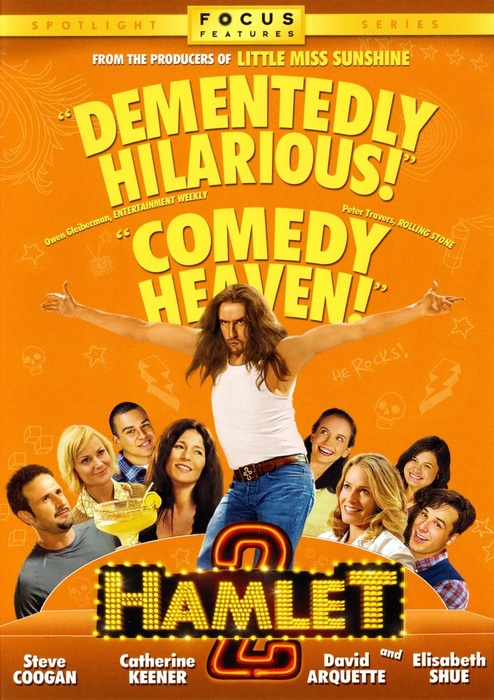 SPOTLIGHT
FOCUS
FEATURES
SERIES
FROM THE PRODUCERS OF LITTLE MISS SUNSHINE
"DEMENTEDLY
HILARIOUS!"
Owen Gleiberman, ENTERTAINMENT WEEKLY
Peter Travers, ROLLING STONE
"COMEDY
HEAVEN!"
HE ROCKS!
HAMLET
2
Steve
COOGAN
Catherine
KEENER
David
ARQUETTE
and
Elisabeth
SHUE